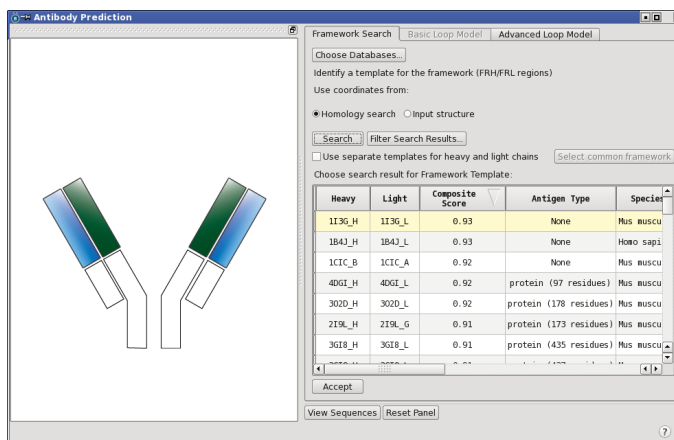 Antibody Prediction
Framework Search Basic Loop Model Advanced Loop Model
Choose Databases...
Identify a template for the framework (FRH/FRL regions)
Use coordinates from:
Homology search Input structure
Search Filter Search Results...
Use separate templates for heavy and light chains Select common framework
Choose search result for Framework Template:
Heavy Light Composite Score Antigen Type Species
1I3G_H 1I3G_L 0.93 None Mus muscu
1B4J_H 1B4J_L 0.93 None Homo sapi
1CIC_B 1CIC_A 0.92 None Mus muscu
4DGI_H 4DGI_L 0.92 protein (97 residues) Mus muscu
3O2D_H 3O2D_L 0.92 protein (178 residues) Mus muscu
2I9L_H 2I9L_G 0.91 protein (173 residues) Mus muscu
3GI8_H 3GI8_L 0.91 protein (435 residues) Mus muscu
Accept
View Sequences Reset Panel
?